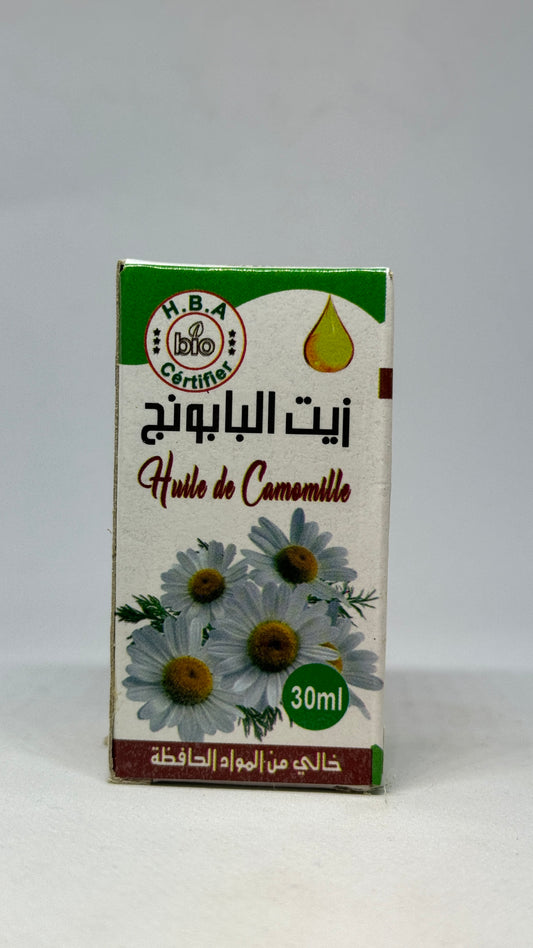 H.B.A
bio
Cértifier
زيت البابونج
Huile de Camomille
30ml
خالي من المواد الحافظة